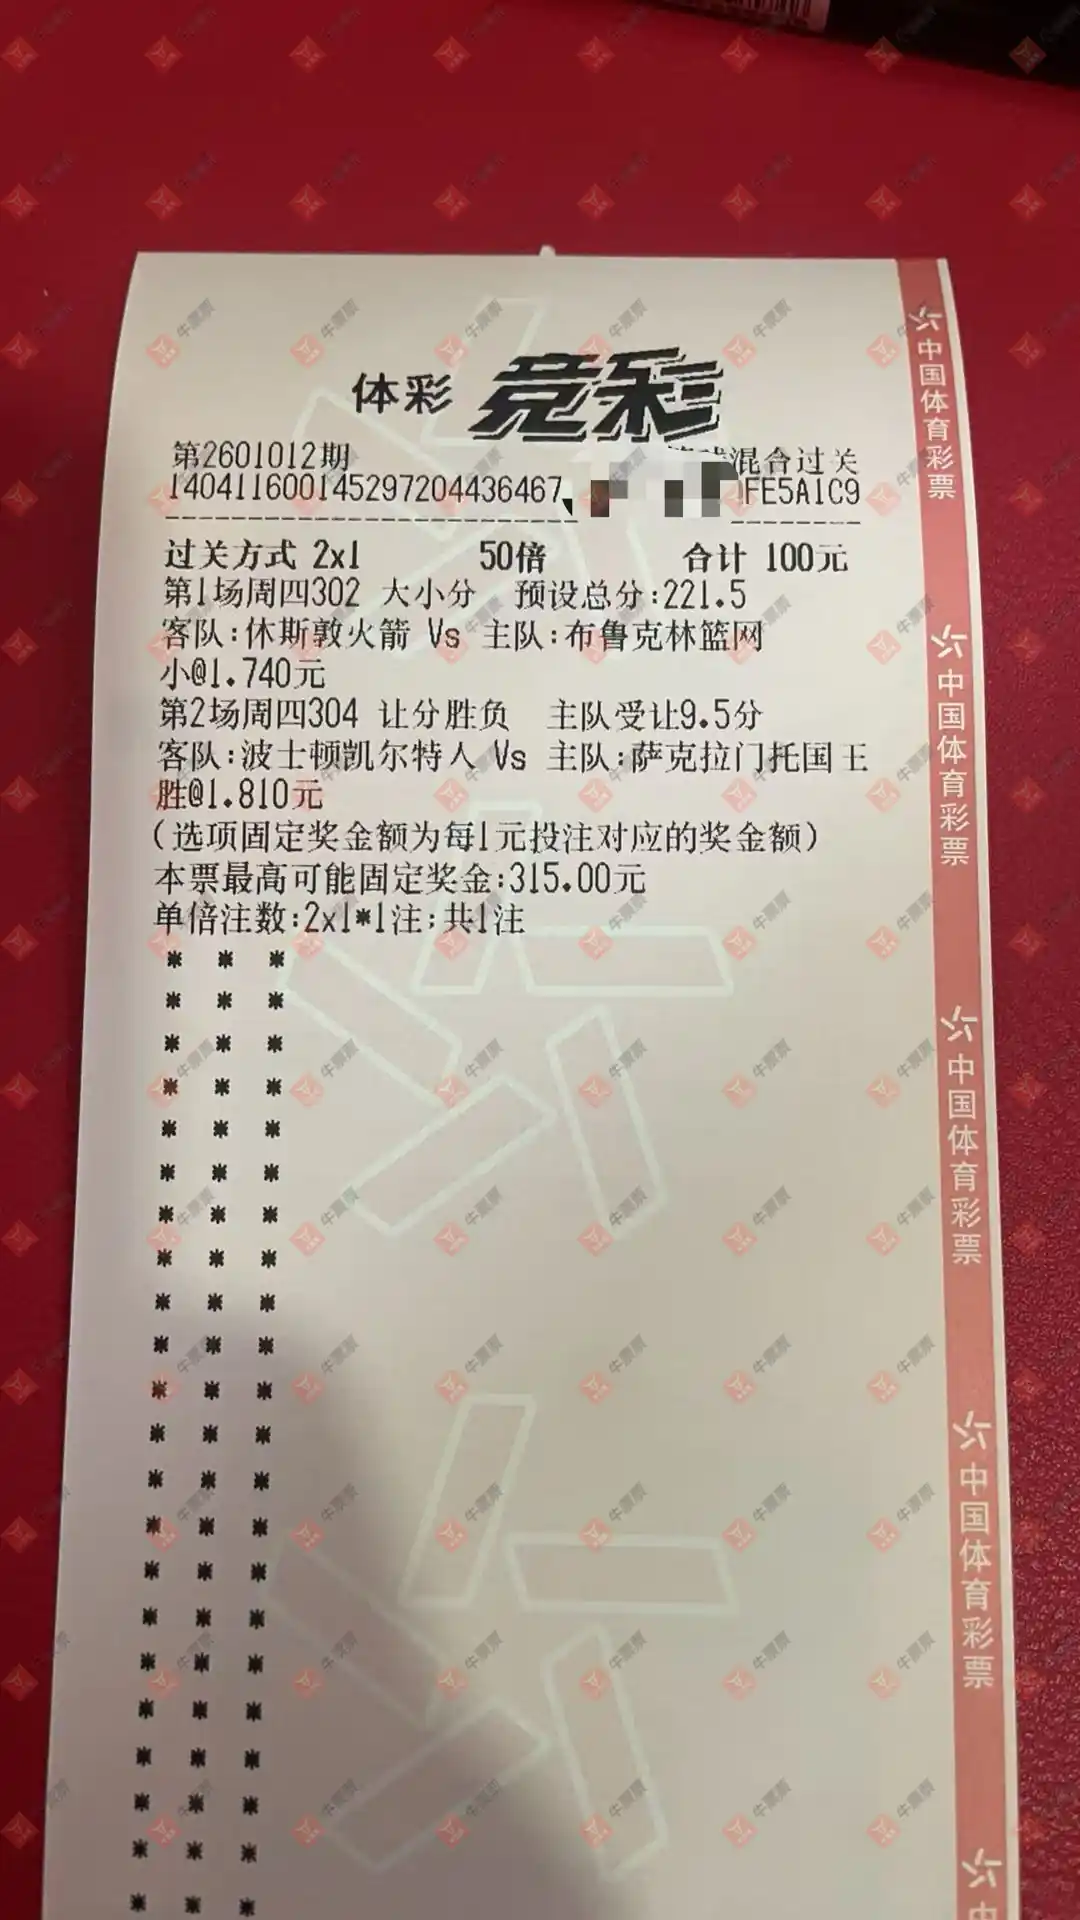 体彩 竞彩
第2601012期 混合过关
140411600145297204436467 FE5A1C9
过关方式 2x1 50倍 合计 100元
第1场周四302 大小分 预设总分:221.5
客队:休斯敦火箭 Vs 主队:布鲁克林篮网
小@1.740元
第2场周四304 让分胜负 主队受让9.5分
客队:波士顿凯尔特人 Vs 主队:萨克拉门托国王
胜@1.810元
(选项固定奖金额为每1元投注对应的奖金额)
本票最高可能固定奖金:315.00元
单倍注数:2x1*1注;共1注
中国体育彩票
中国体育彩票
中国体育彩票
中国体育彩票
中
牛票票